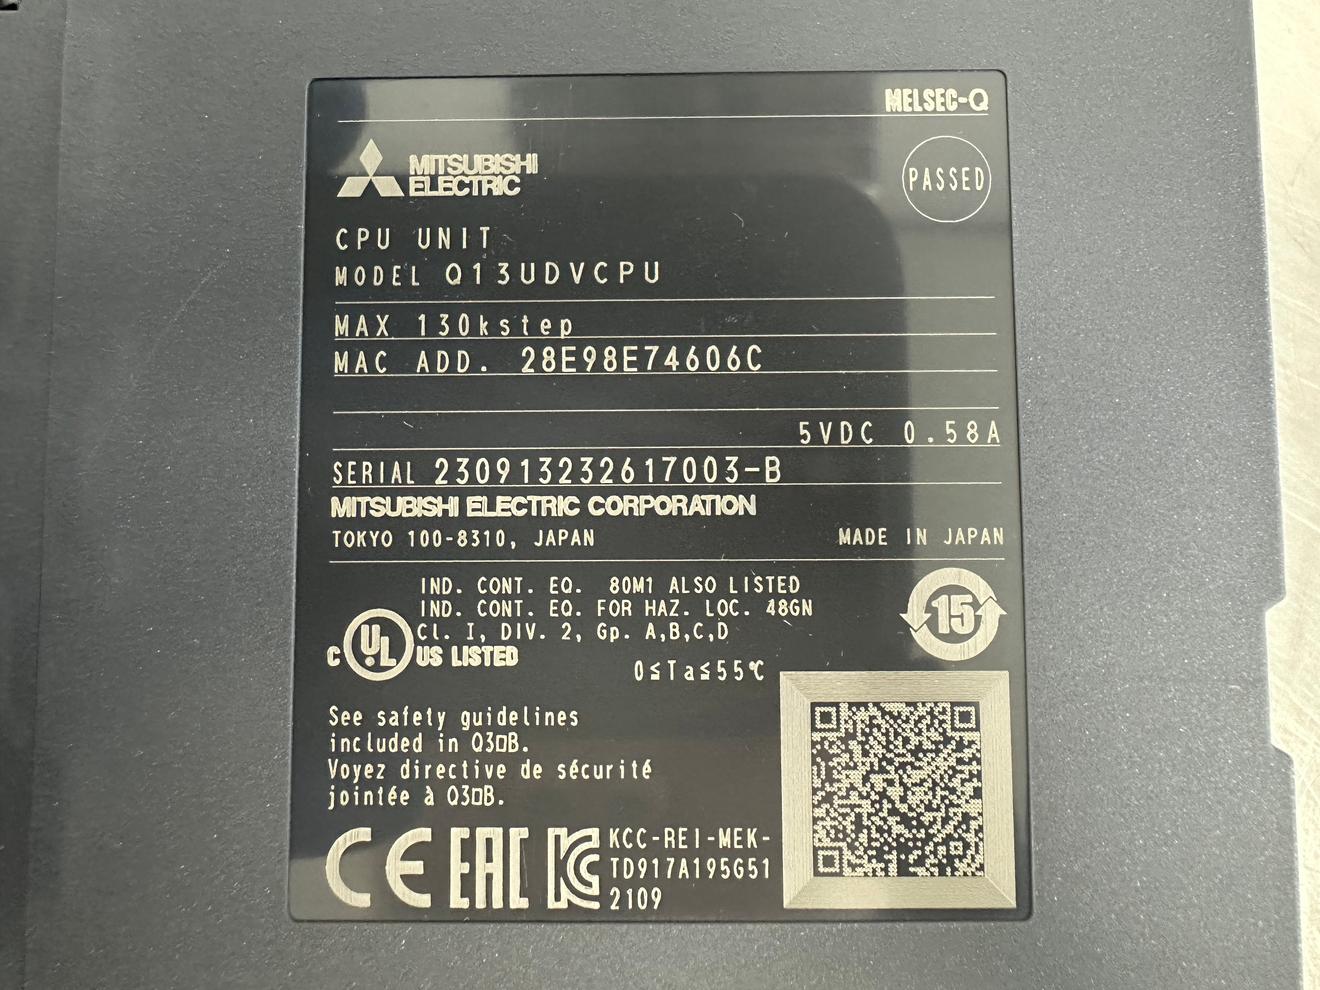 MELSEC-Q
MITSUBISHI
ELECTRIC
PASSED
CPU UNIT
MODEL Q13UDVCPU
MAX 130kstep
MAC ADD. 28E98E74606C
5VDC 0.58A
SERIAL 230913232617003-B
MITSUBISHI ELECTRIC CORPORATION
TOKYO 100-8310, JAPAN MADE IN JAPAN
IND. CONT. EQ. 80M1 ALSO LISTED
IND. CONT. EQ. FOR HAZ. LOC. 48GN
Cl. I, DIV. 2, Gp. A,B,C,D
C UL US LISTED
0≤Ta≤55℃
15
See safety guidelines
included in Q3□B.
Voyez directive de sécurité
jointée à Q3□B.
CE EAC KC KCC-REI-MEK-
TD917A195G51
2109